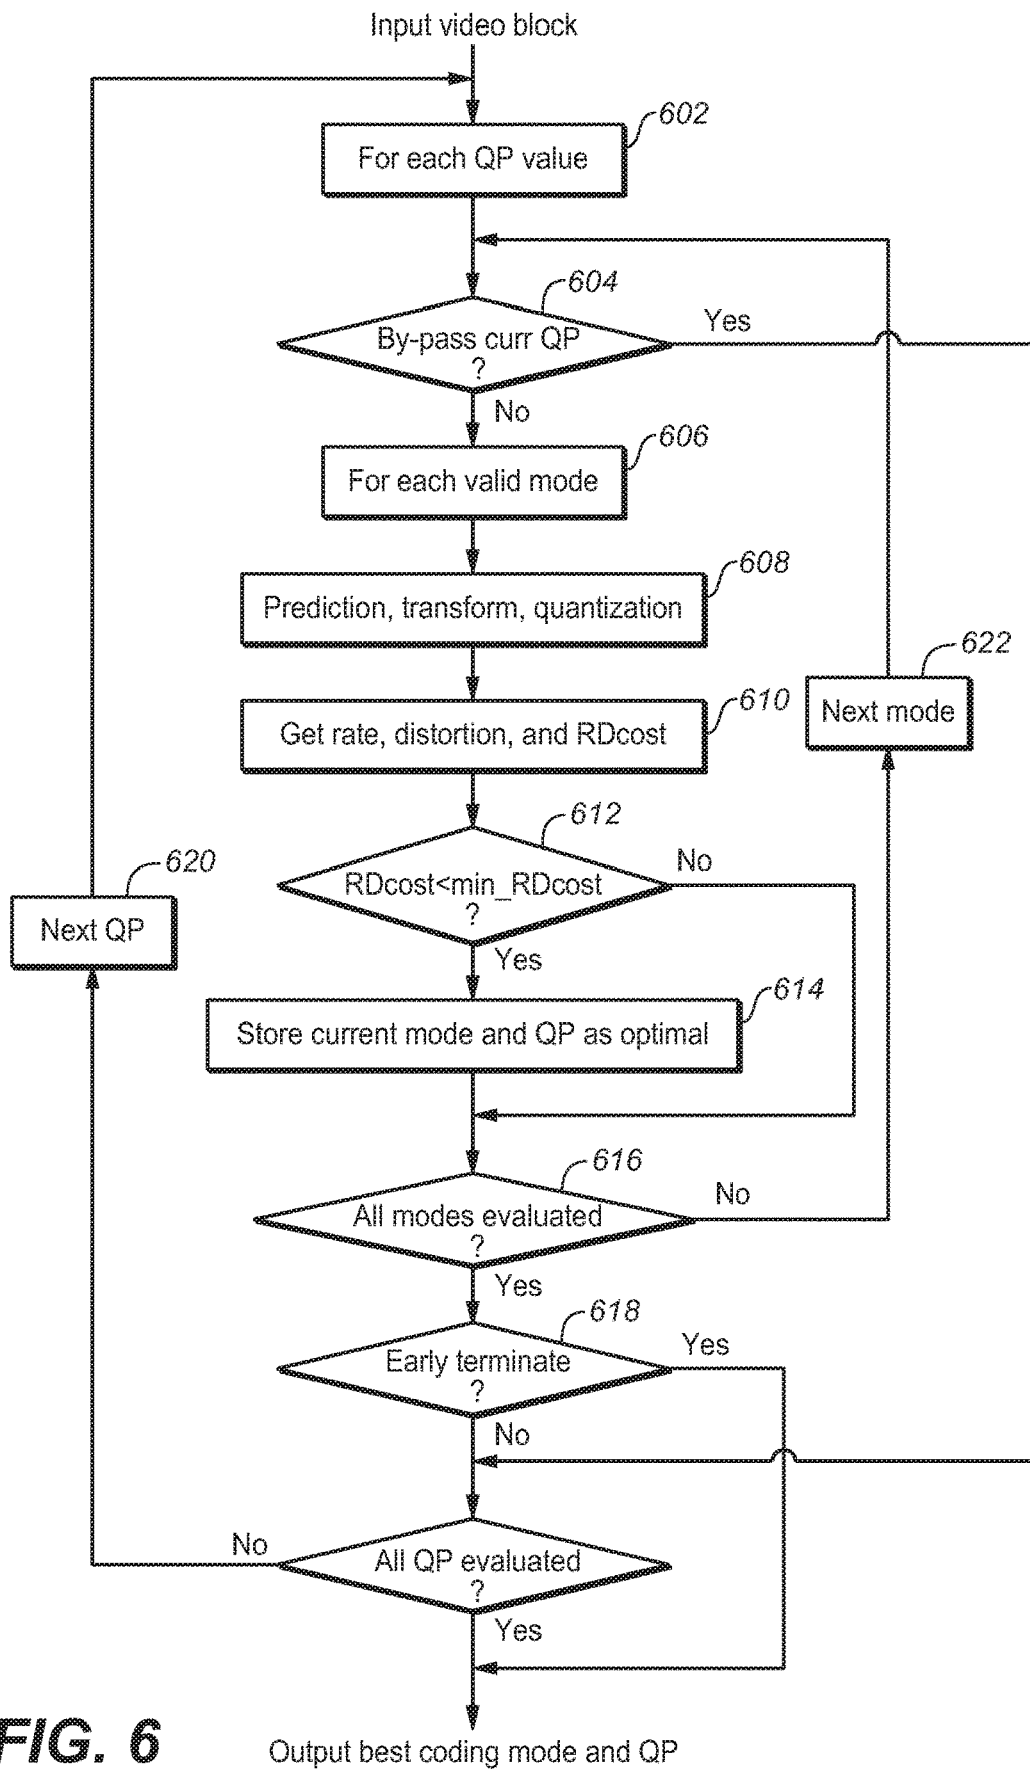 Input video block
602
For each QP value
604
By-pass curr QP
?
Yes
No
606
For each valid mode
608
Prediction, transform, quantization
622
Next mode
610
Get rate, distortion, and RDcost
612
RDcost<min_RDcost
?
No
Yes
620
Next QP
614
Store current mode and QP as optimal
616
All modes evaluated
?
No
Yes
618
Early terminate
?
Yes
No
All QP evaluated
?
No
Yes
FIG. 6
Output best coding mode and QP